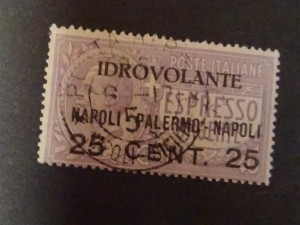 POSTE ITALIANE
IDROVOLANTE
ESPRESSO
NAPOLI PALERMO NAPOLI
25 CENT 25